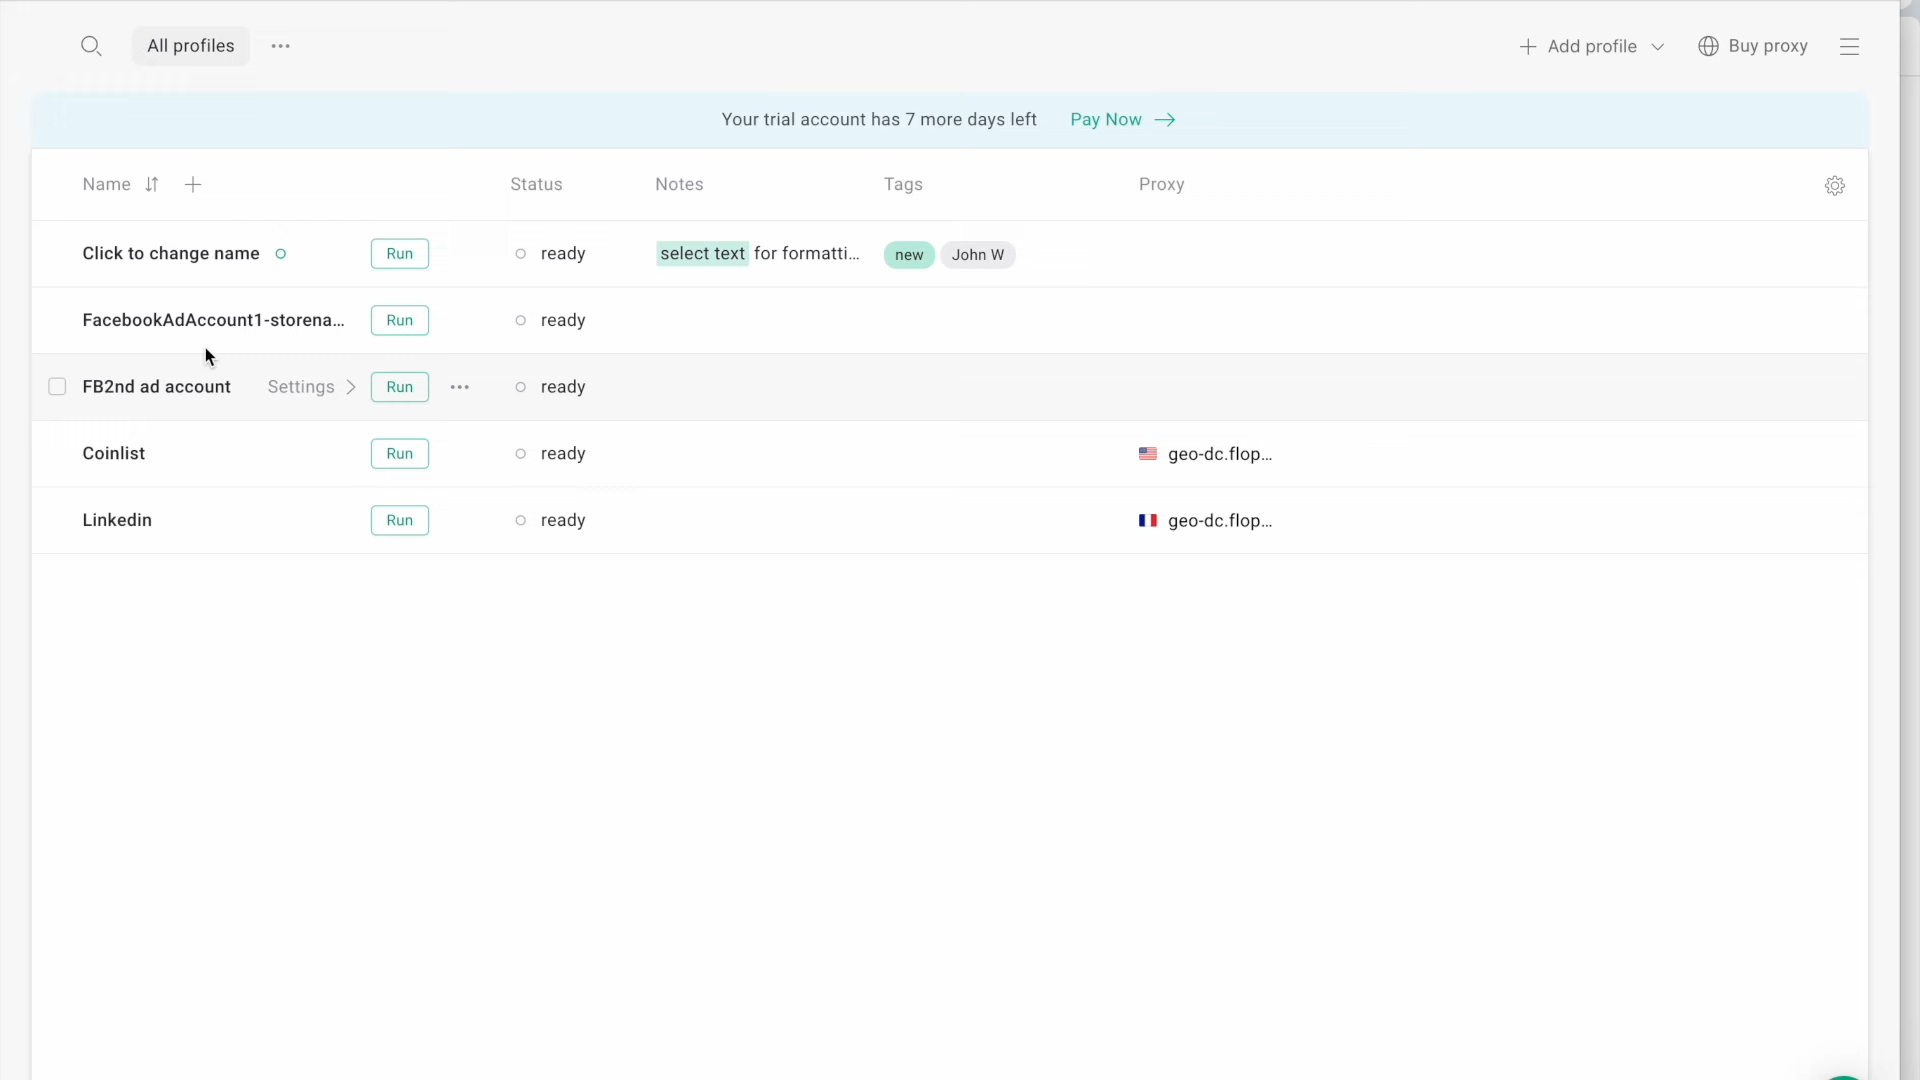 All profiles
Add profile
Buy proxy
Your trial account has 7 more days left Pay Now
Name Status Notes Tags Proxy
Click to change name Run ready select text for formatti... new John W
FacebookAdAccount1-storena... Run ready
FB2nd ad account Settings Run ready
Coinlist Run ready geo-dc.flop...
Linkedin Run ready geo-dc.flop...